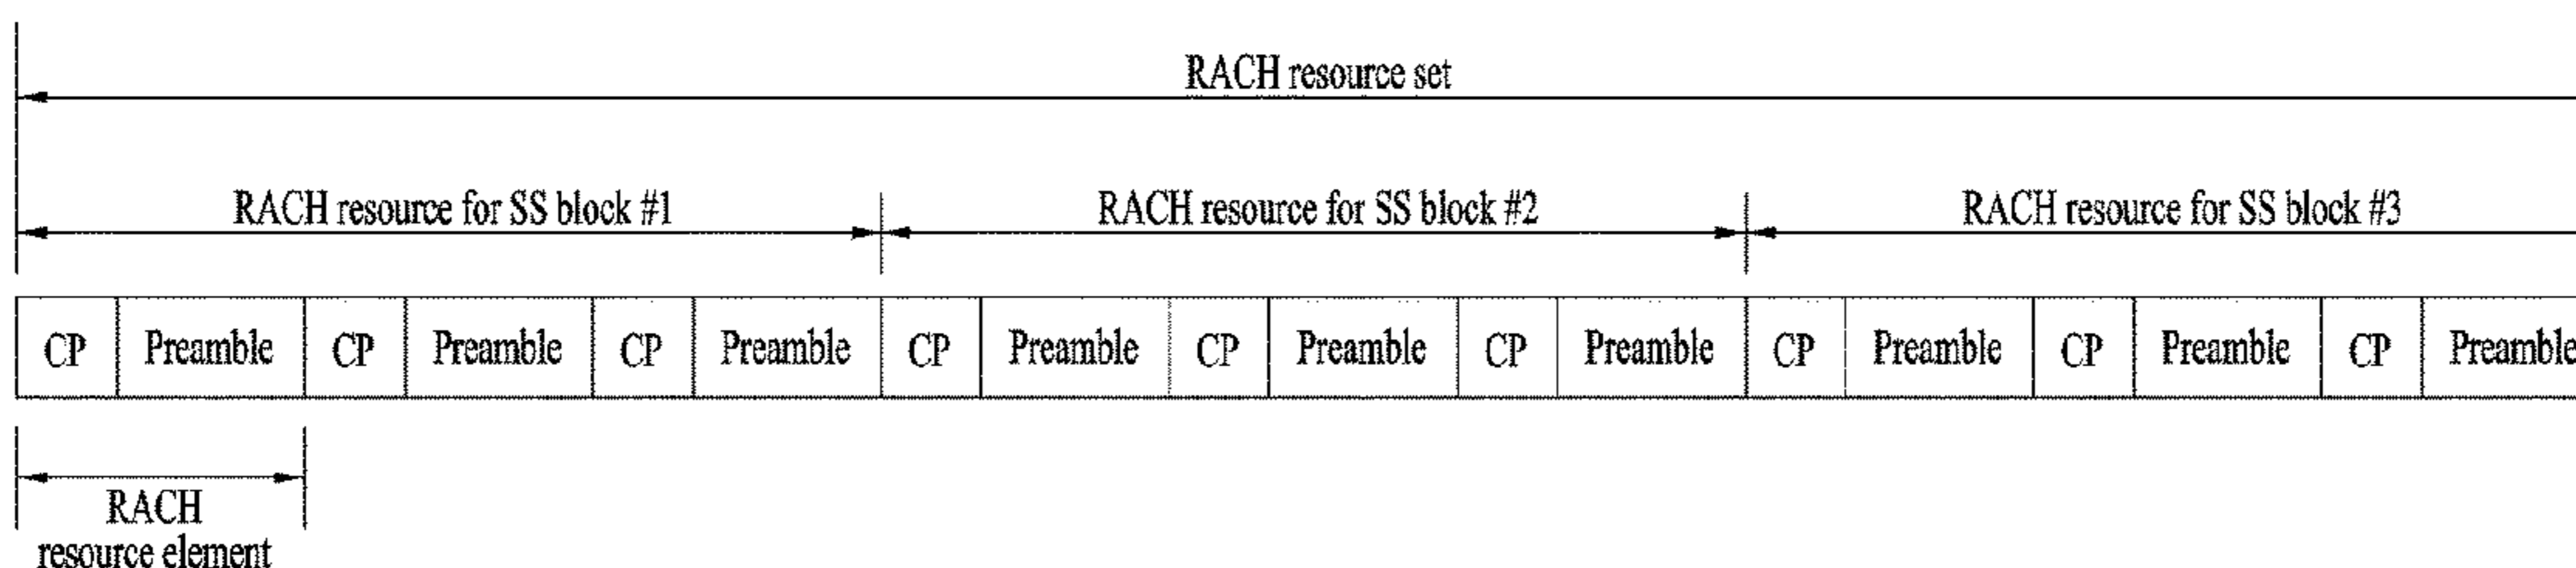 RACH resource set
RACH resource for SS block #1 RACH resource for SS block #2 RACH resource for SS block #3
CP Preamble CP Preamble CP Preamble CP Preamble CP Preamble CP Preamble CP Preamble CP Preamble CP Preamble
RACH
resource element